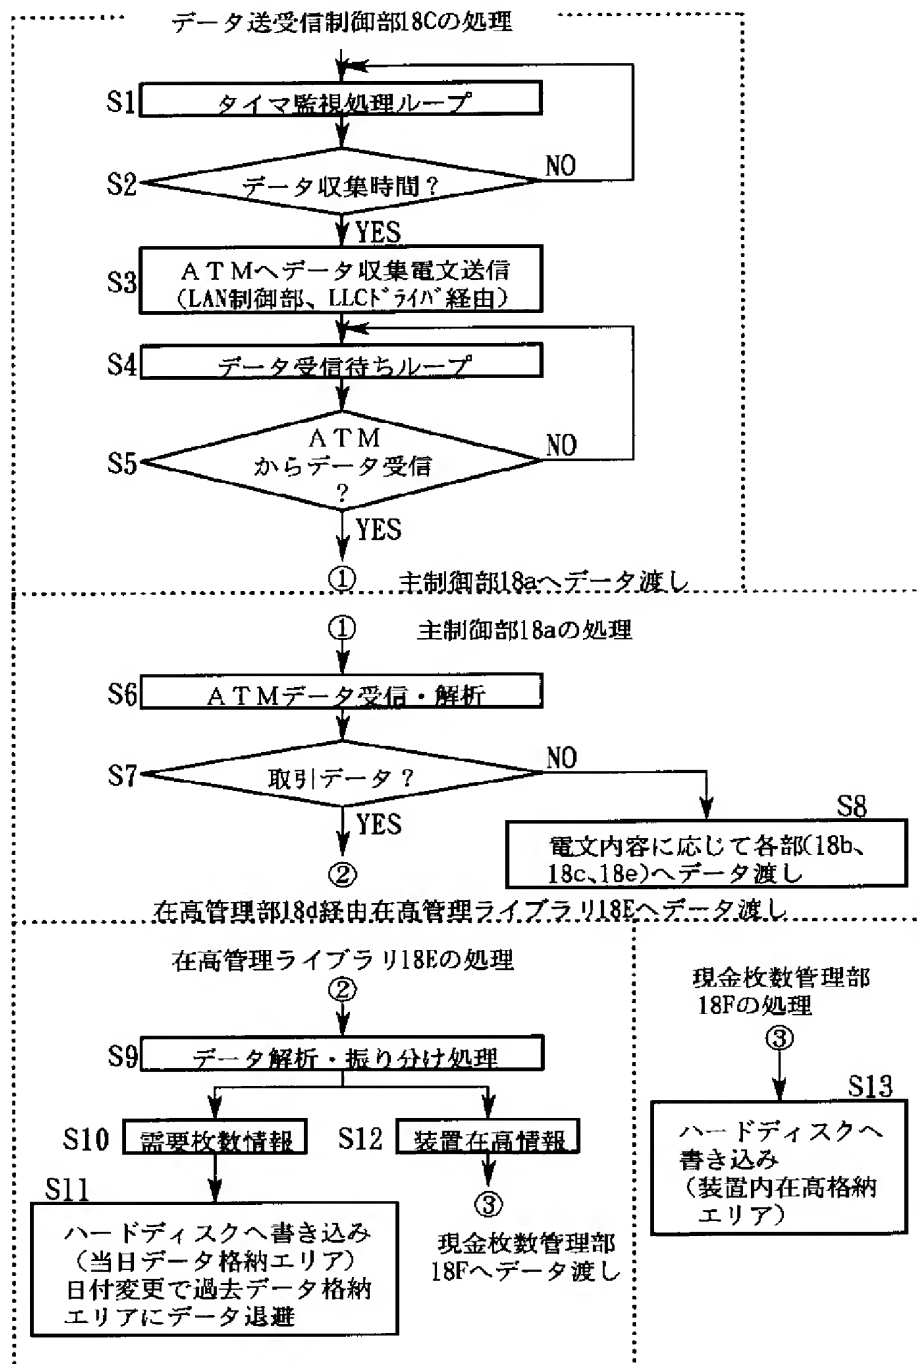 データ送受信制御部18Cの処理
S1
タイマ監視処理ループ
S2
データ収集時間?
NO
YES
S3
ATMへデータ収集電文送信
(LAN制御部、LLCドライバ経由)
S4
データ受信待ちループ
S5
ATM
からデータ受信
?
NO
YES
①
主制御部18aへデータ渡し
①
主制御部18aの処理
S6
ATMデータ受信・解析
S7
取引データ?
NO
YES
②
S8
電文内容に応じて各部(18b、
18c、18e)へデータ渡し
在高管理部18d経由在高管理ライブラリ18Eへデータ渡し
在高管理ライブラリ18Eの処理
②
S9
データ解析・振り分け処理
S10
需要枚数情報
S12
装置在高情報
S11
ハードディスクへ書き込み
(当日データ格納エリア)
日付変更で過去データ格納
エリアにデータ退避
③
現金枚数管理部
18Fへデータ渡し
現金枚数管理部
18Fの処理
③
S13
ハードディスクへ
書き込み
(装置内在高格納
エリア)